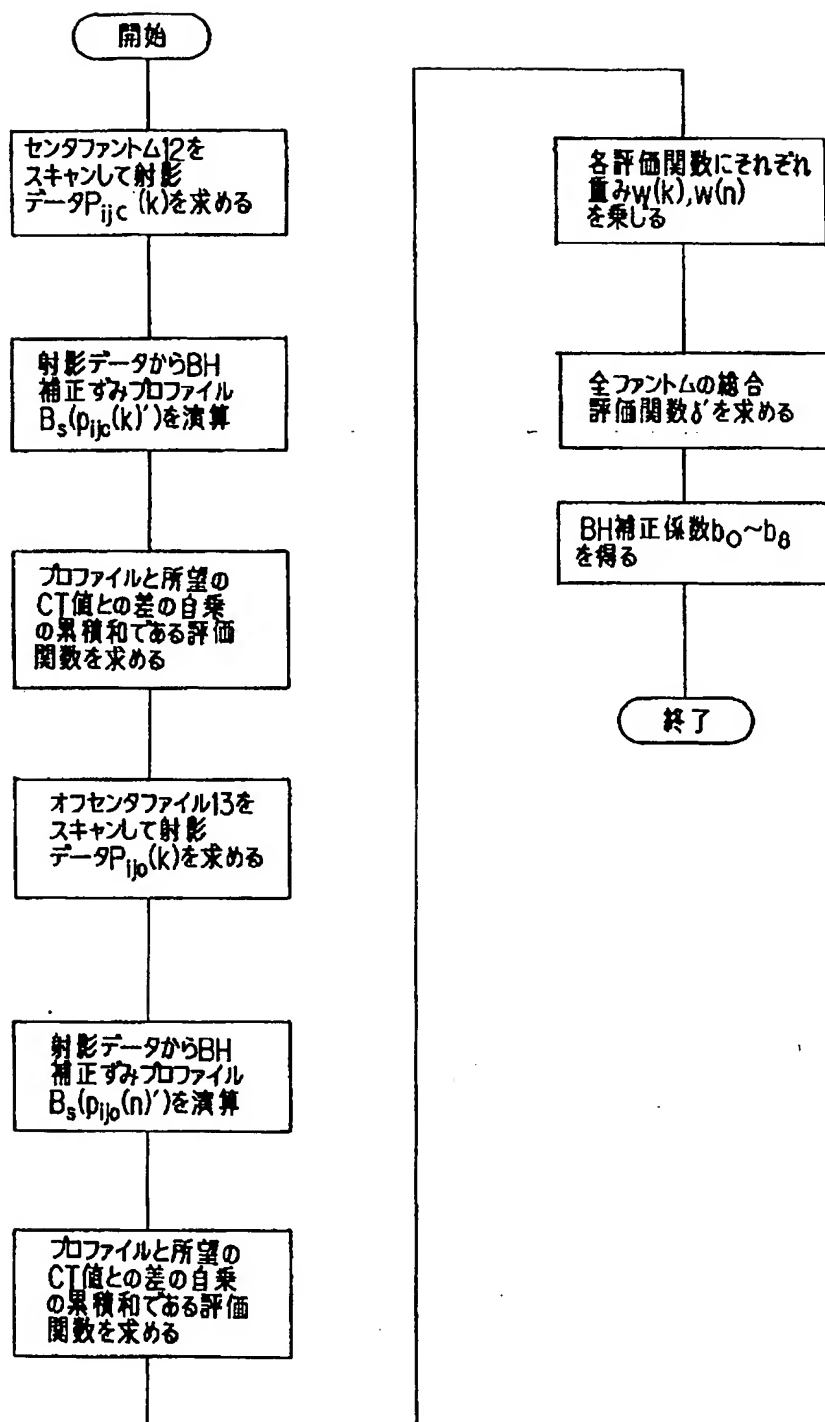 開始
センタファントム12を
スキャンして射影
データPijc(k)を求める
射影データからBH
補正ずみプロファイル
Bs(pijc(k)′)を演算
プロファイルと所望の
CT値との差の自乗
の累積和である評価
関数を求める
オフセンタファイル13を
スキャンして射影
データPijo(k)を求める
射影データからBH
補正ずみプロファイル
Bs(pijo(n)′)を演算
プロファイルと所望の
CT値との差の自乗
の累積和である評価
関数を求める
各評価関数にそれぞれ
重みw(k),w(n)
を乗じる
全ファントムの総合
評価関数δ′を求める
BH補正係数b0~b8
を得る
終了